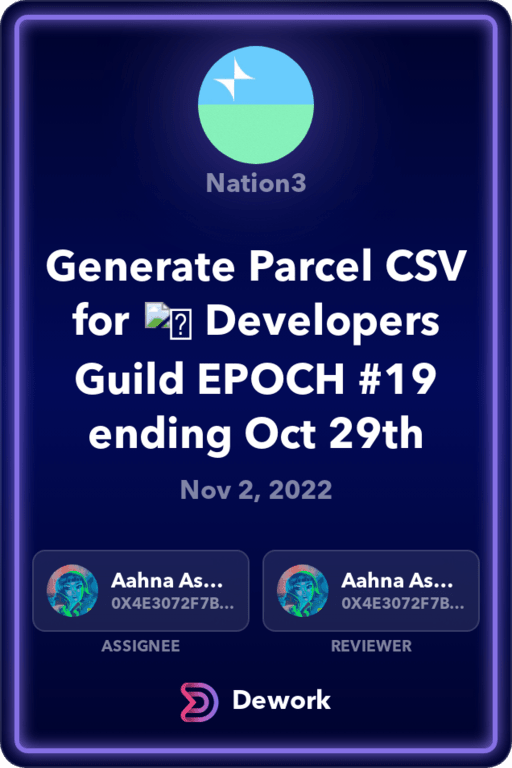 Nation3
Generate Parcel CSV
for Developers
Guild EPOCH #19
ending Oct 29th
Nov 2, 2022
Aahna As...
0X4E3072F7B...
ASSIGNEE
Aahna As...
0X4E3072F7B...
REVIEWER
Dework